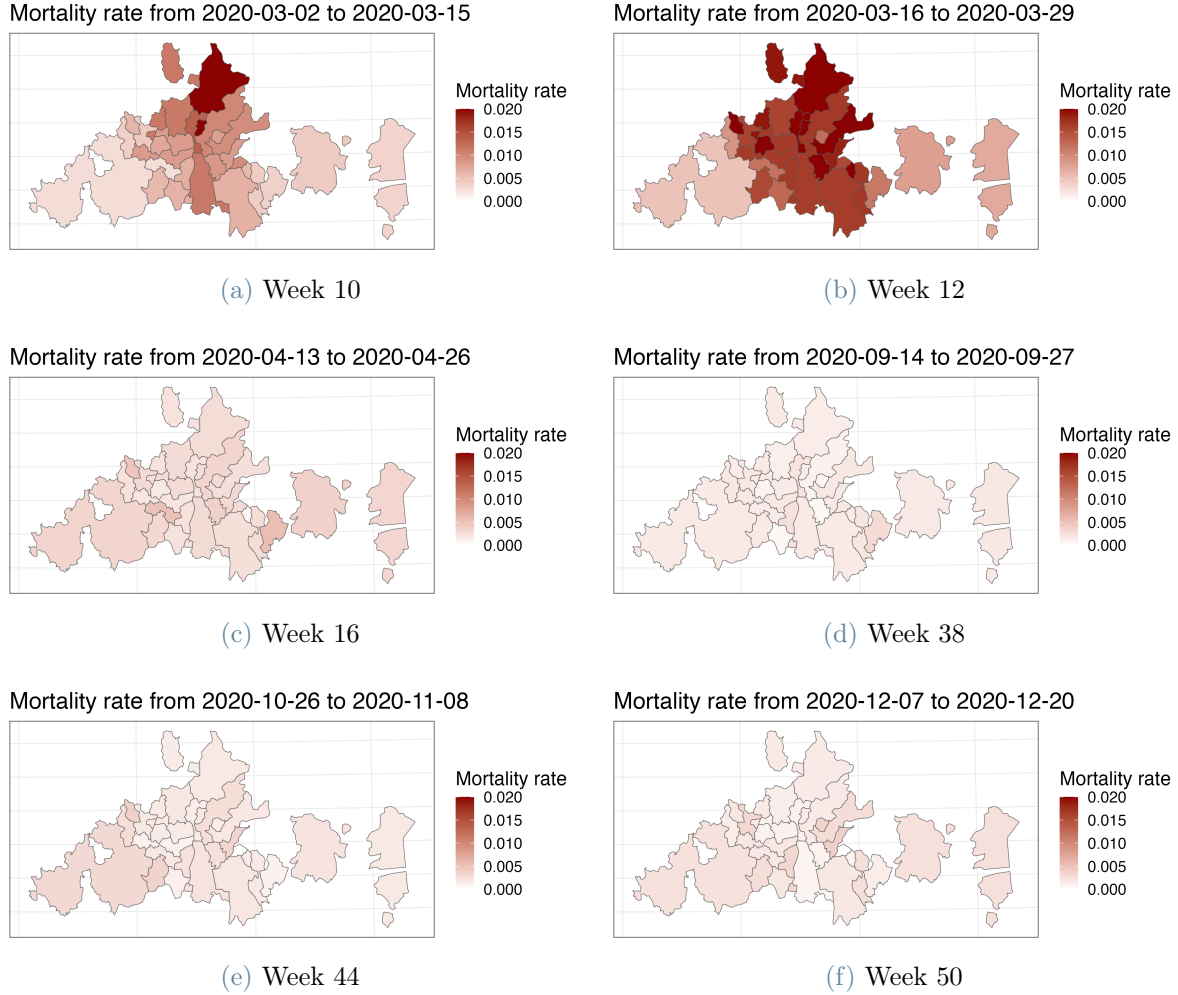 Mortality rate from 2020-03-02 to 2020-03-15
Mortality rate
0.020
0.015
0.010
0.005
0.000
(a) Week 10
Mortality rate from 2020-03-16 to 2020-03-29
Mortality rate
0.020
0.015
0.010
0.005
0.000
(b) Week 12
Mortality rate from 2020-04-13 to 2020-04-26
Mortality rate
0.020
0.015
0.010
0.005
0.000
(c) Week 16
Mortality rate from 2020-09-14 to 2020-09-27
Mortality rate
0.020
0.015
0.010
0.005
0.000
(d) Week 38
Mortality rate from 2020-10-26 to 2020-11-08
Mortality rate
0.020
0.015
0.010
0.005
0.000
(e) Week 44
Mortality rate from 2020-12-07 to 2020-12-20
Mortality rate
0.020
0.015
0.010
0.005
0.000
(f) Week 50